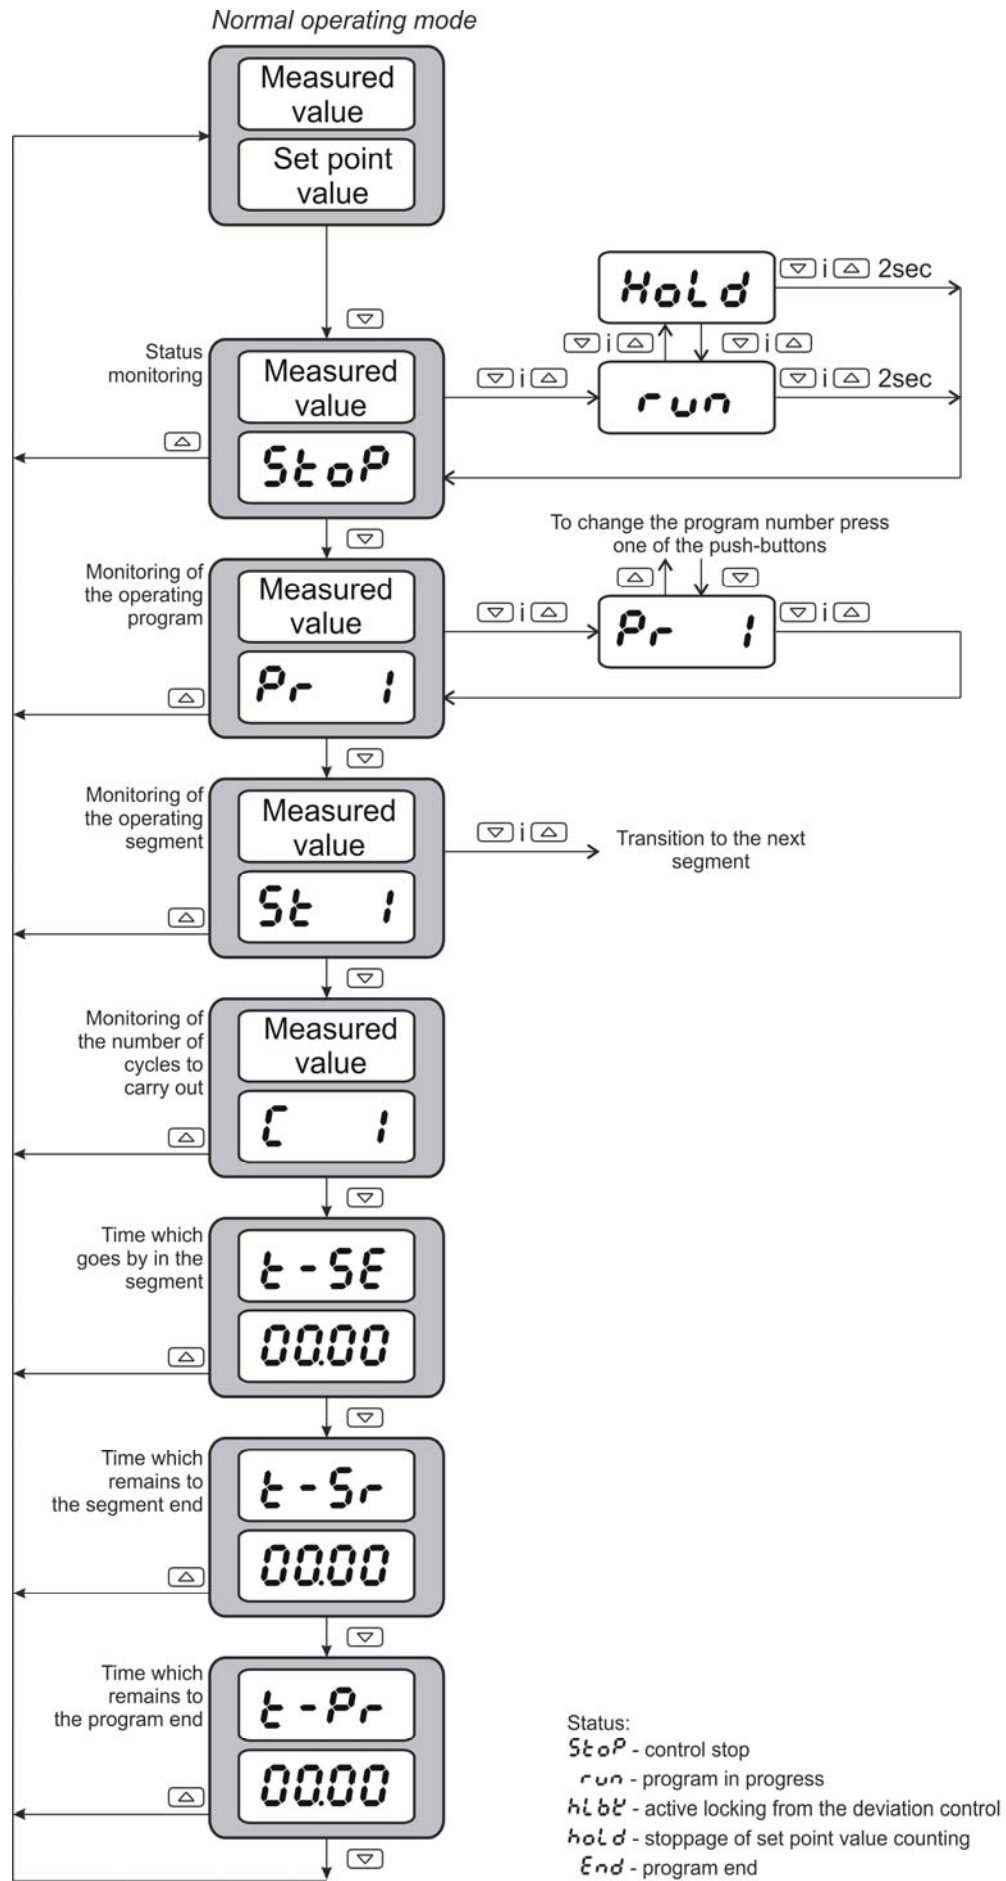 Normal operating mode
Measured
value
Set point
value
HoLd
i 2sec
i
i
Status
monitoring
Measured
value
i
run
i 2sec
StoP
To change the program number press
one of the push-buttons
Monitoring of
the operating
program
Measured
value
i
Pr 1
i
Pr 1
Monitoring of
the operating
segment
Measured
value
i
Transition to the next
segment
St 1
Monitoring of
the number of
cycles to
carry out
Measured
value
C 1
Time which
goes by in the
segment
t-SE
00.00
Time which
remains to
the segment end
t-Sr
00.00
Time which
remains to
the program end
t-Pr
00.00
Status:
StoP - control stop
run - program in progress
- active locking from the deviation control
hoLd - stoppage of set point value counting
End - program end